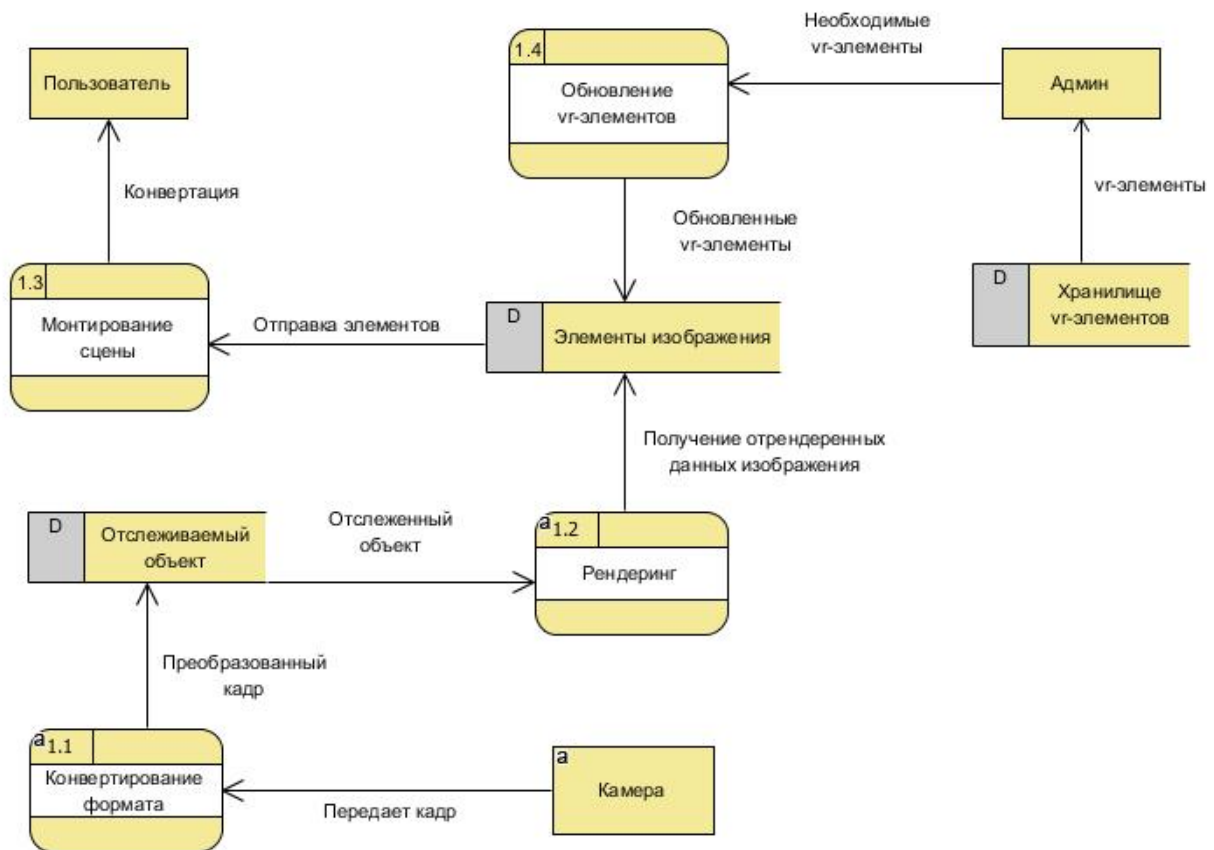 Необходимые
vr-элементы
1.4
Пользователь
Обновление
vr-элементов
Админ
Конвертация
vr-элементы
Обновленные
vr-элементы
1.3
D
Хранилище
vr-элементов
Монтирование
сцены
Отправка элементов
D
Элементы изображения
Получение отрендеренных
данных изображения
D
Отслеживаемый
объект
Отслеженный
объект
a
1.2
Рендеринг
Преобразованный
кадр
a
1.1
Конвертирование
формата
a
Камера
Передает кадр